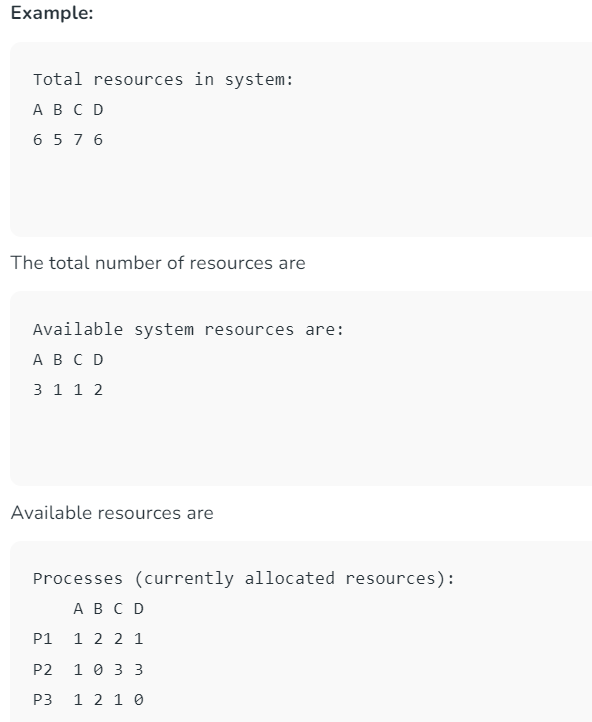 Example:
Total resources in system:
A B C D
6 5 7 6
The total number of resources are
Available system resources are:
A B C D
3 1 1 2
Available resources are
Processes (currently allocated resources):
A B C D
P1 1 2 2 1
P2 1 0 3 3
P3 1 2 1 0